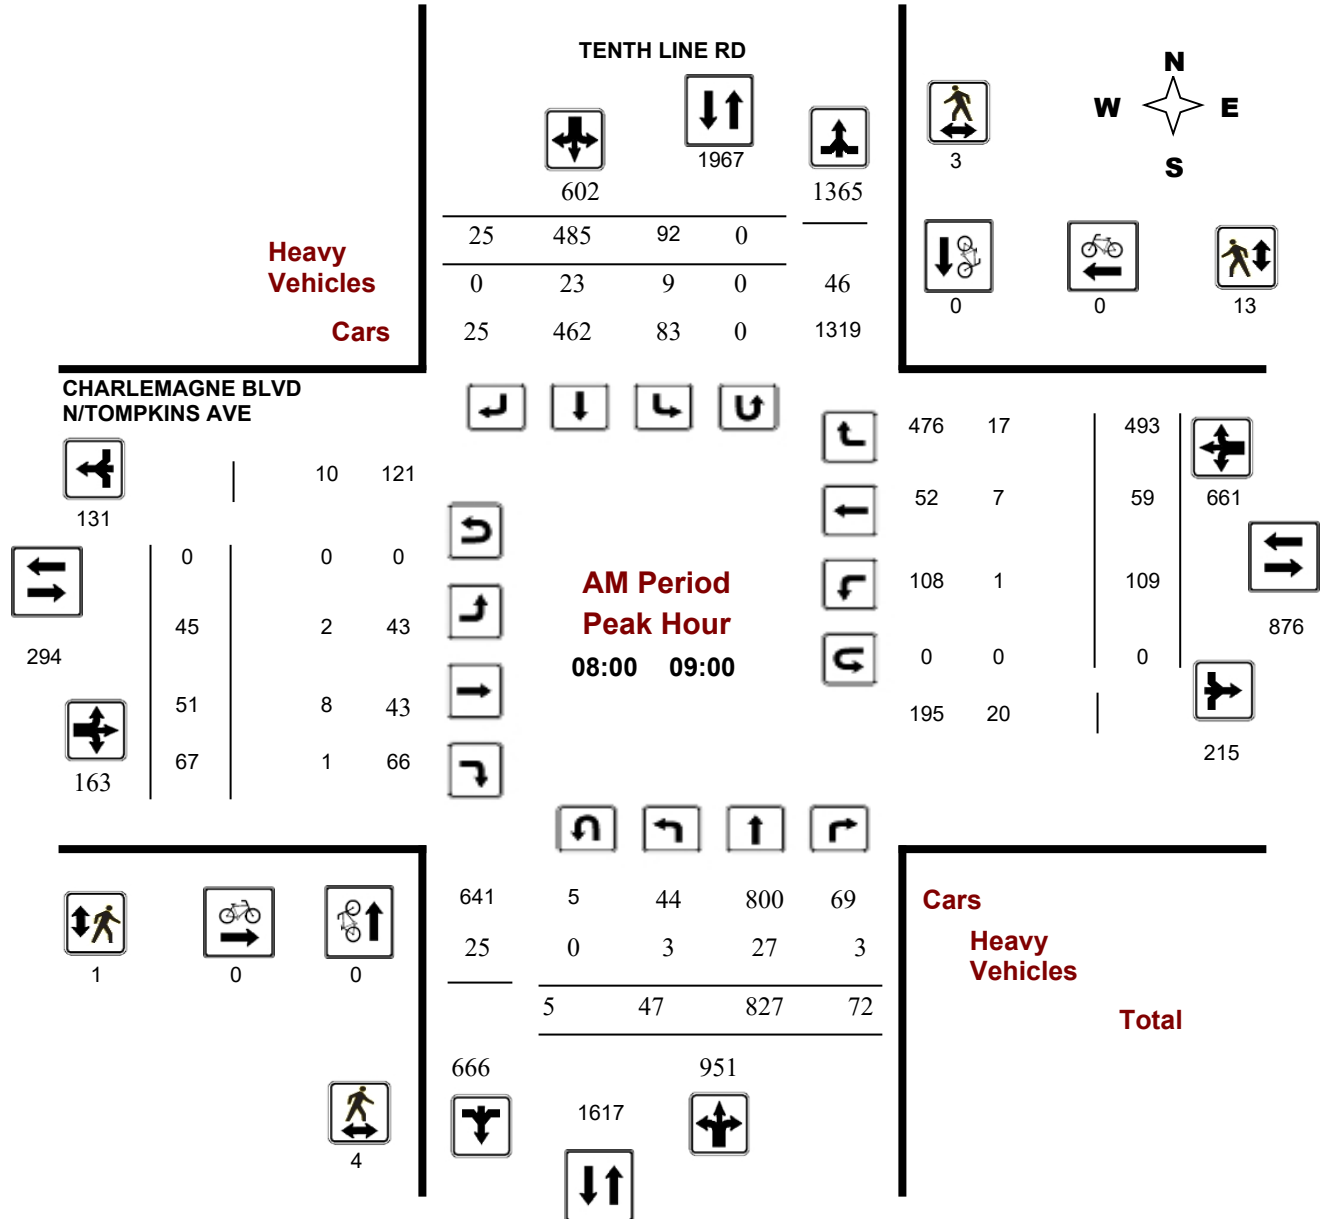 TENTH LINE RD
N
W E
S
1967
3
602 1365
25 485 92 0
Heavy
Vehicles
0 23 9 0 46
0 0 13
Cars
25 462 83 0 1319
CHARLEMAGNE BLVD
N/TOMPKINS AVE
476 17 493
10 121
131
52 7 59 661
0 0 0
AM Period
108 1 109
Peak Hour
45 2 43
876
294
08:00 09:00
0 0 0
51 8 43
195 20
67 1 66
215
163
641 5 44 800 69
Cars
25 0 3 27 3
Heavy
Vehicles
1 0 0
5 47 827 72
Total
666 951
1617
4